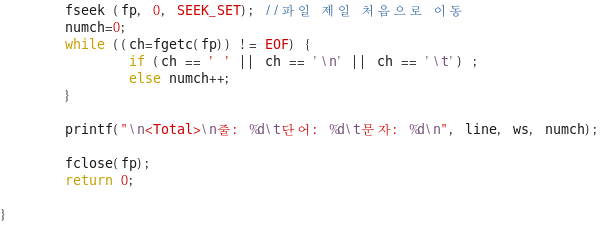 fseek (fp, 0, SEEK_SET); //파일 제일 처음으로 이동
numch=0;
while ((ch=fgetc(fp)) != EOF) {
if (ch == ' ' || ch == '\n' || ch == '\t') ;
else numch++;
}
printf("\n<Total>\n줄: %d\t단어: %d\t문자: %d\n", line, ws, numch);
fclose(fp);
return 0;
}